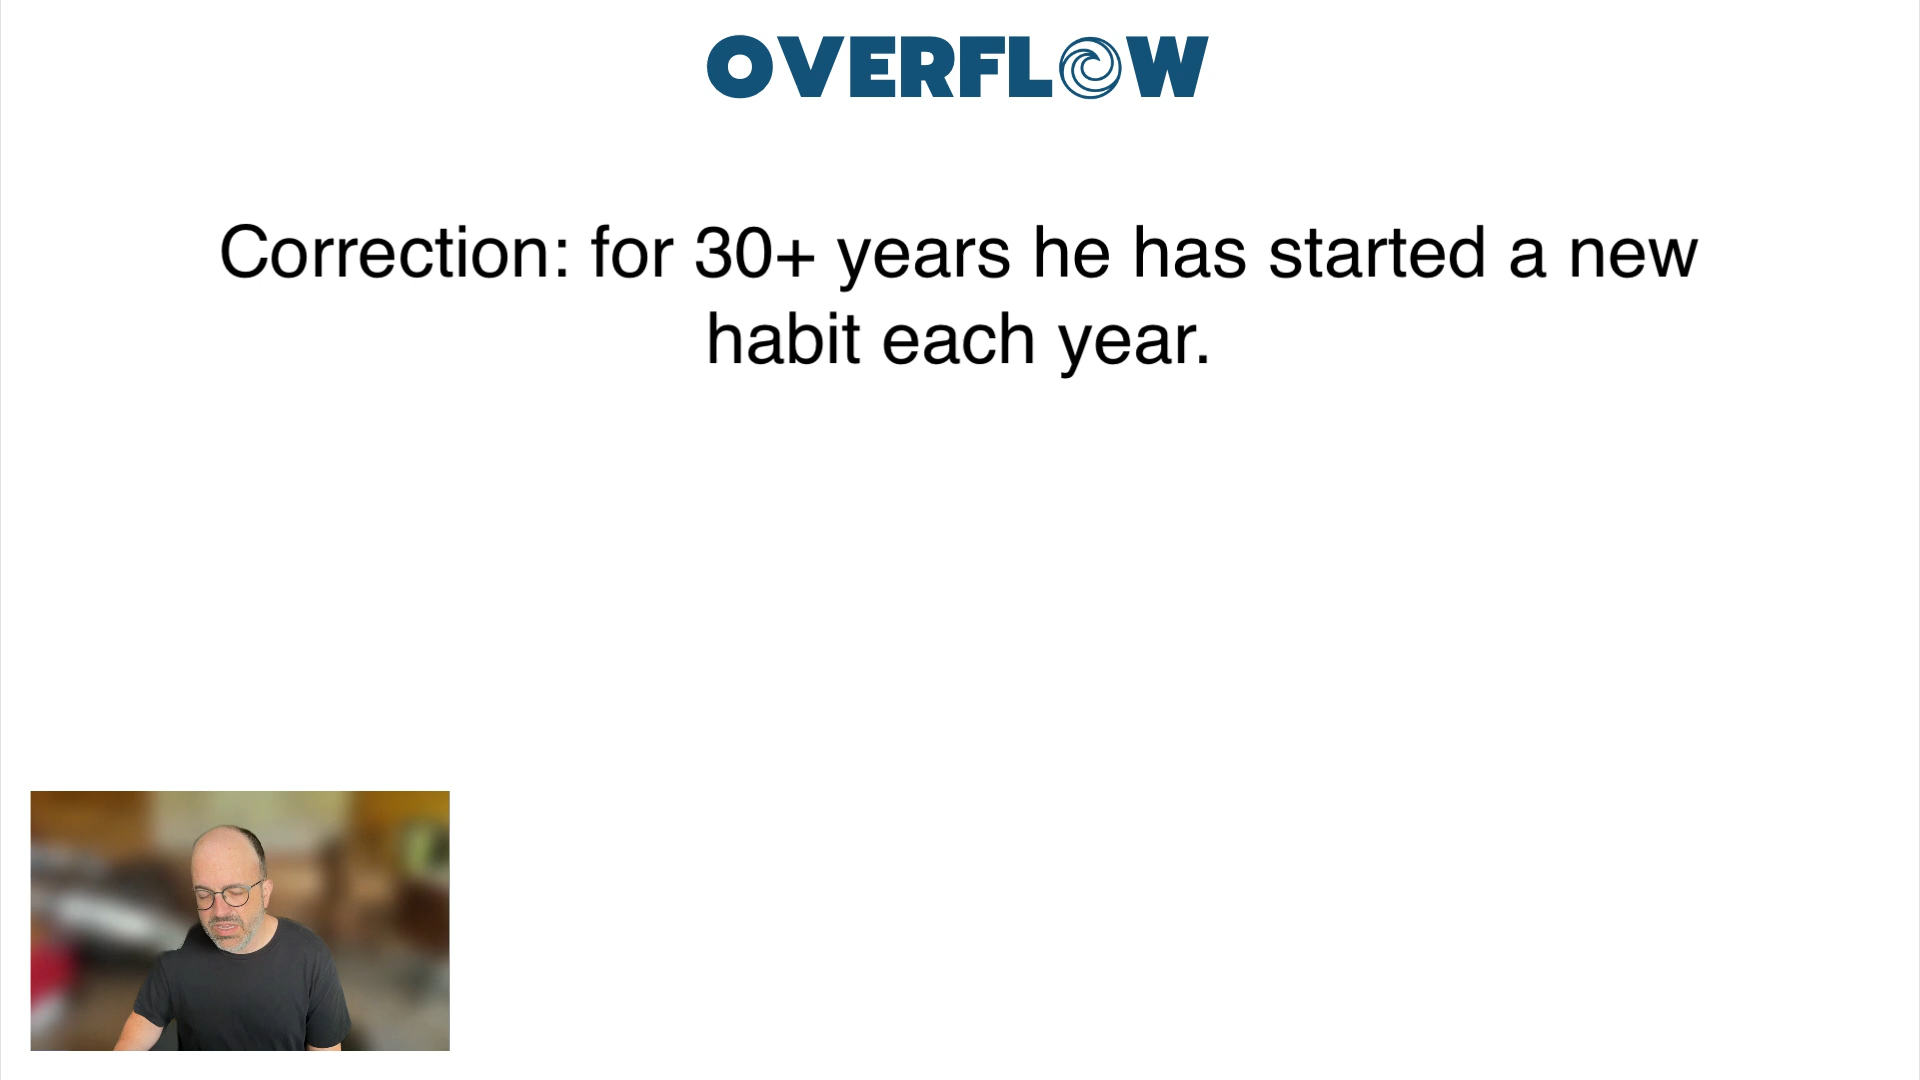 OVERFLOW
Correction: for 30+ years he has started a new
habit each year.